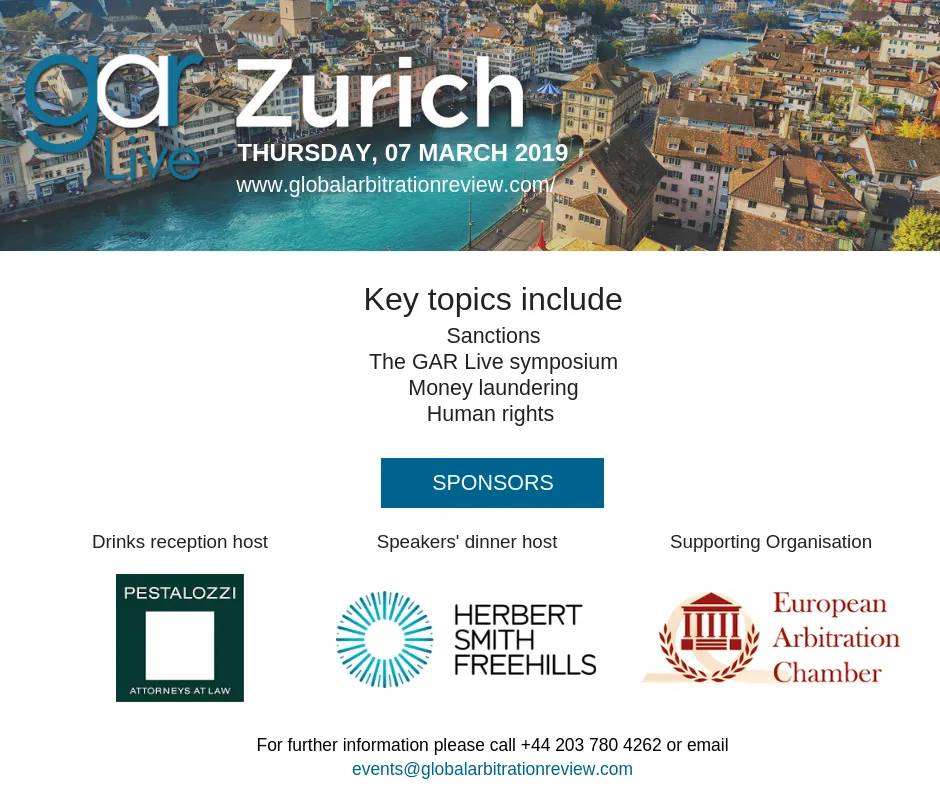 gar
Live
Zurich
THURSDAY, 07 MARCH 2019
www.globalarbitrationreview.com/
Key topics include
Sanctions
The GAR Live symposium
Money laundering
Human rights
SPONSORS
Drinks reception host
Speakers' dinner host
Supporting Organisation
PESTALOZZI
ATTORNEYS AT LAW
HERBERT
SMITH
FREEHILLS
European
Arbitration
Chamber
For further information please call +44 203 780 4262 or email
events@globalarbitrationreview.com